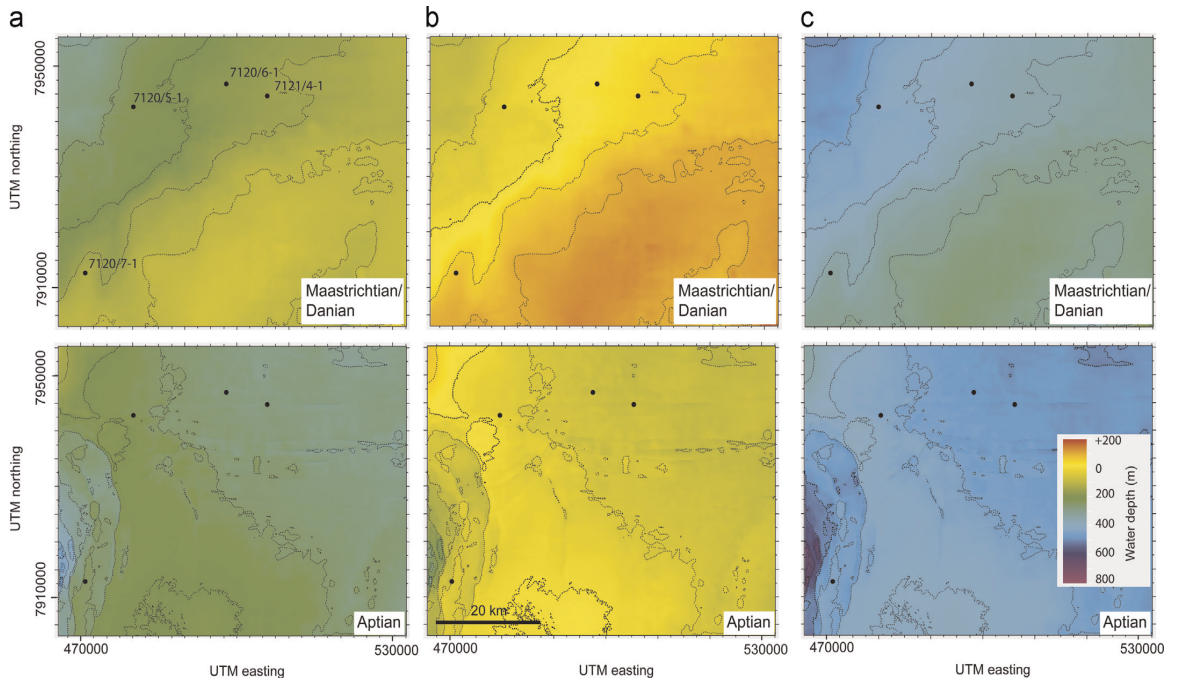 a
b
c
7950000
UTM northing
7910000
7120/6-1
7121/4-1
7120/5-1
7120/7-1
Maastrichtian/
Danian
Maastrichtian/
Danian
Maastrichtian/
Danian
7950000
UTM northing
7910000
Aptian
20 km
Aptian
+200
0
200
400
600
800
Water depth (m)
Aptian
470000
530000
UTM easting
470000
530000
UTM easting
470000
530000
UTM easting